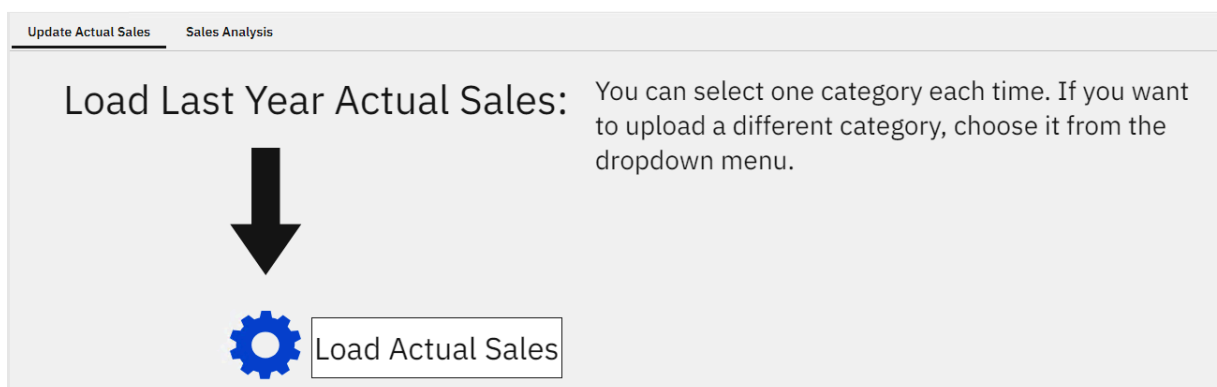 Update Actual Sales
Sales Analysis
Load Last Year Actual Sales:
You can select one category each time. If you want
to upload a different category, choose it from the
dropdown menu.
Load Actual Sales